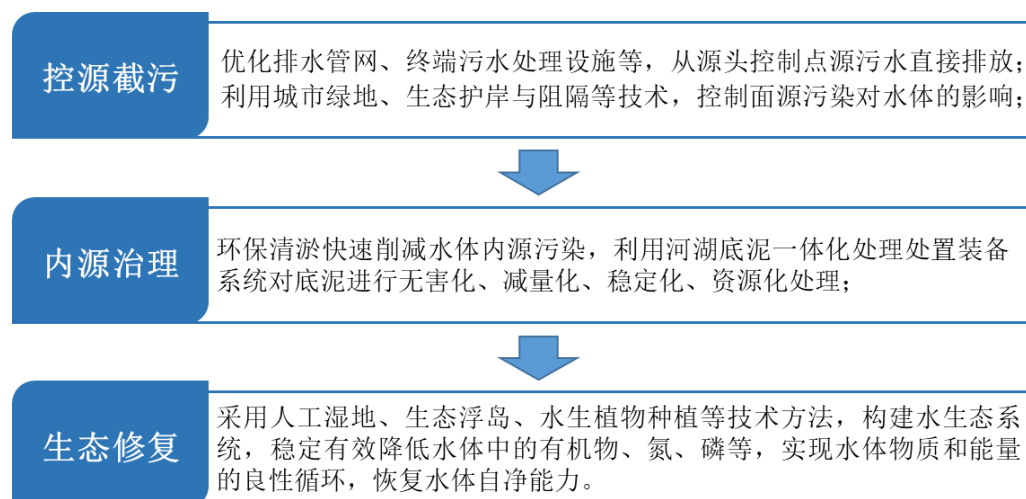 控源截污
优化排水管网、终端污水处理设施等，从源头控制点源污水直接排放；
利用城市绿地、生态护岸与阻隔等技术，控制面源污染对水体的影响；
内源治理
环保清淤快速削减水体内源污染，利用河湖底泥一体化处理处置装备
系统对底泥进行无害化、减量化、稳定化、资源化处理；
生态修复
采用人工湿地、生态浮岛、水生植物种植等技术方法，构建水生态系
统，稳定有效降低水体中的有机物、氮、磷等，实现水体物质和能量
的良性循环，恢复水体自净能力。